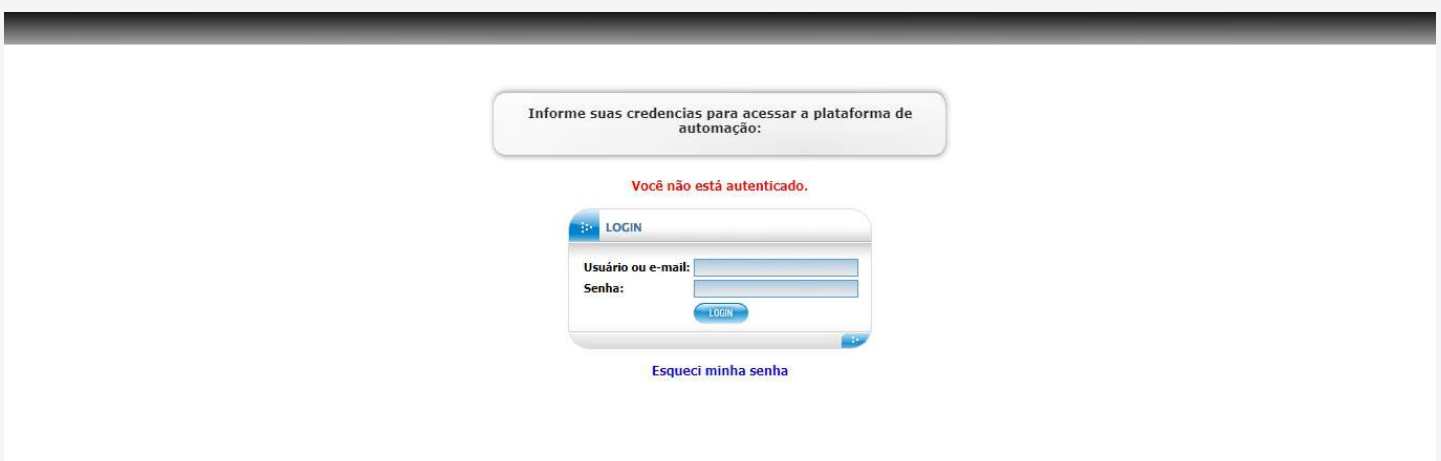 Informe suas credencias para acessar a plataforma de
automação:
Você não está autenticado.
LOGIN
Usuário ou e-mail:
Senha:
LOGIN
Esqueci minha senha